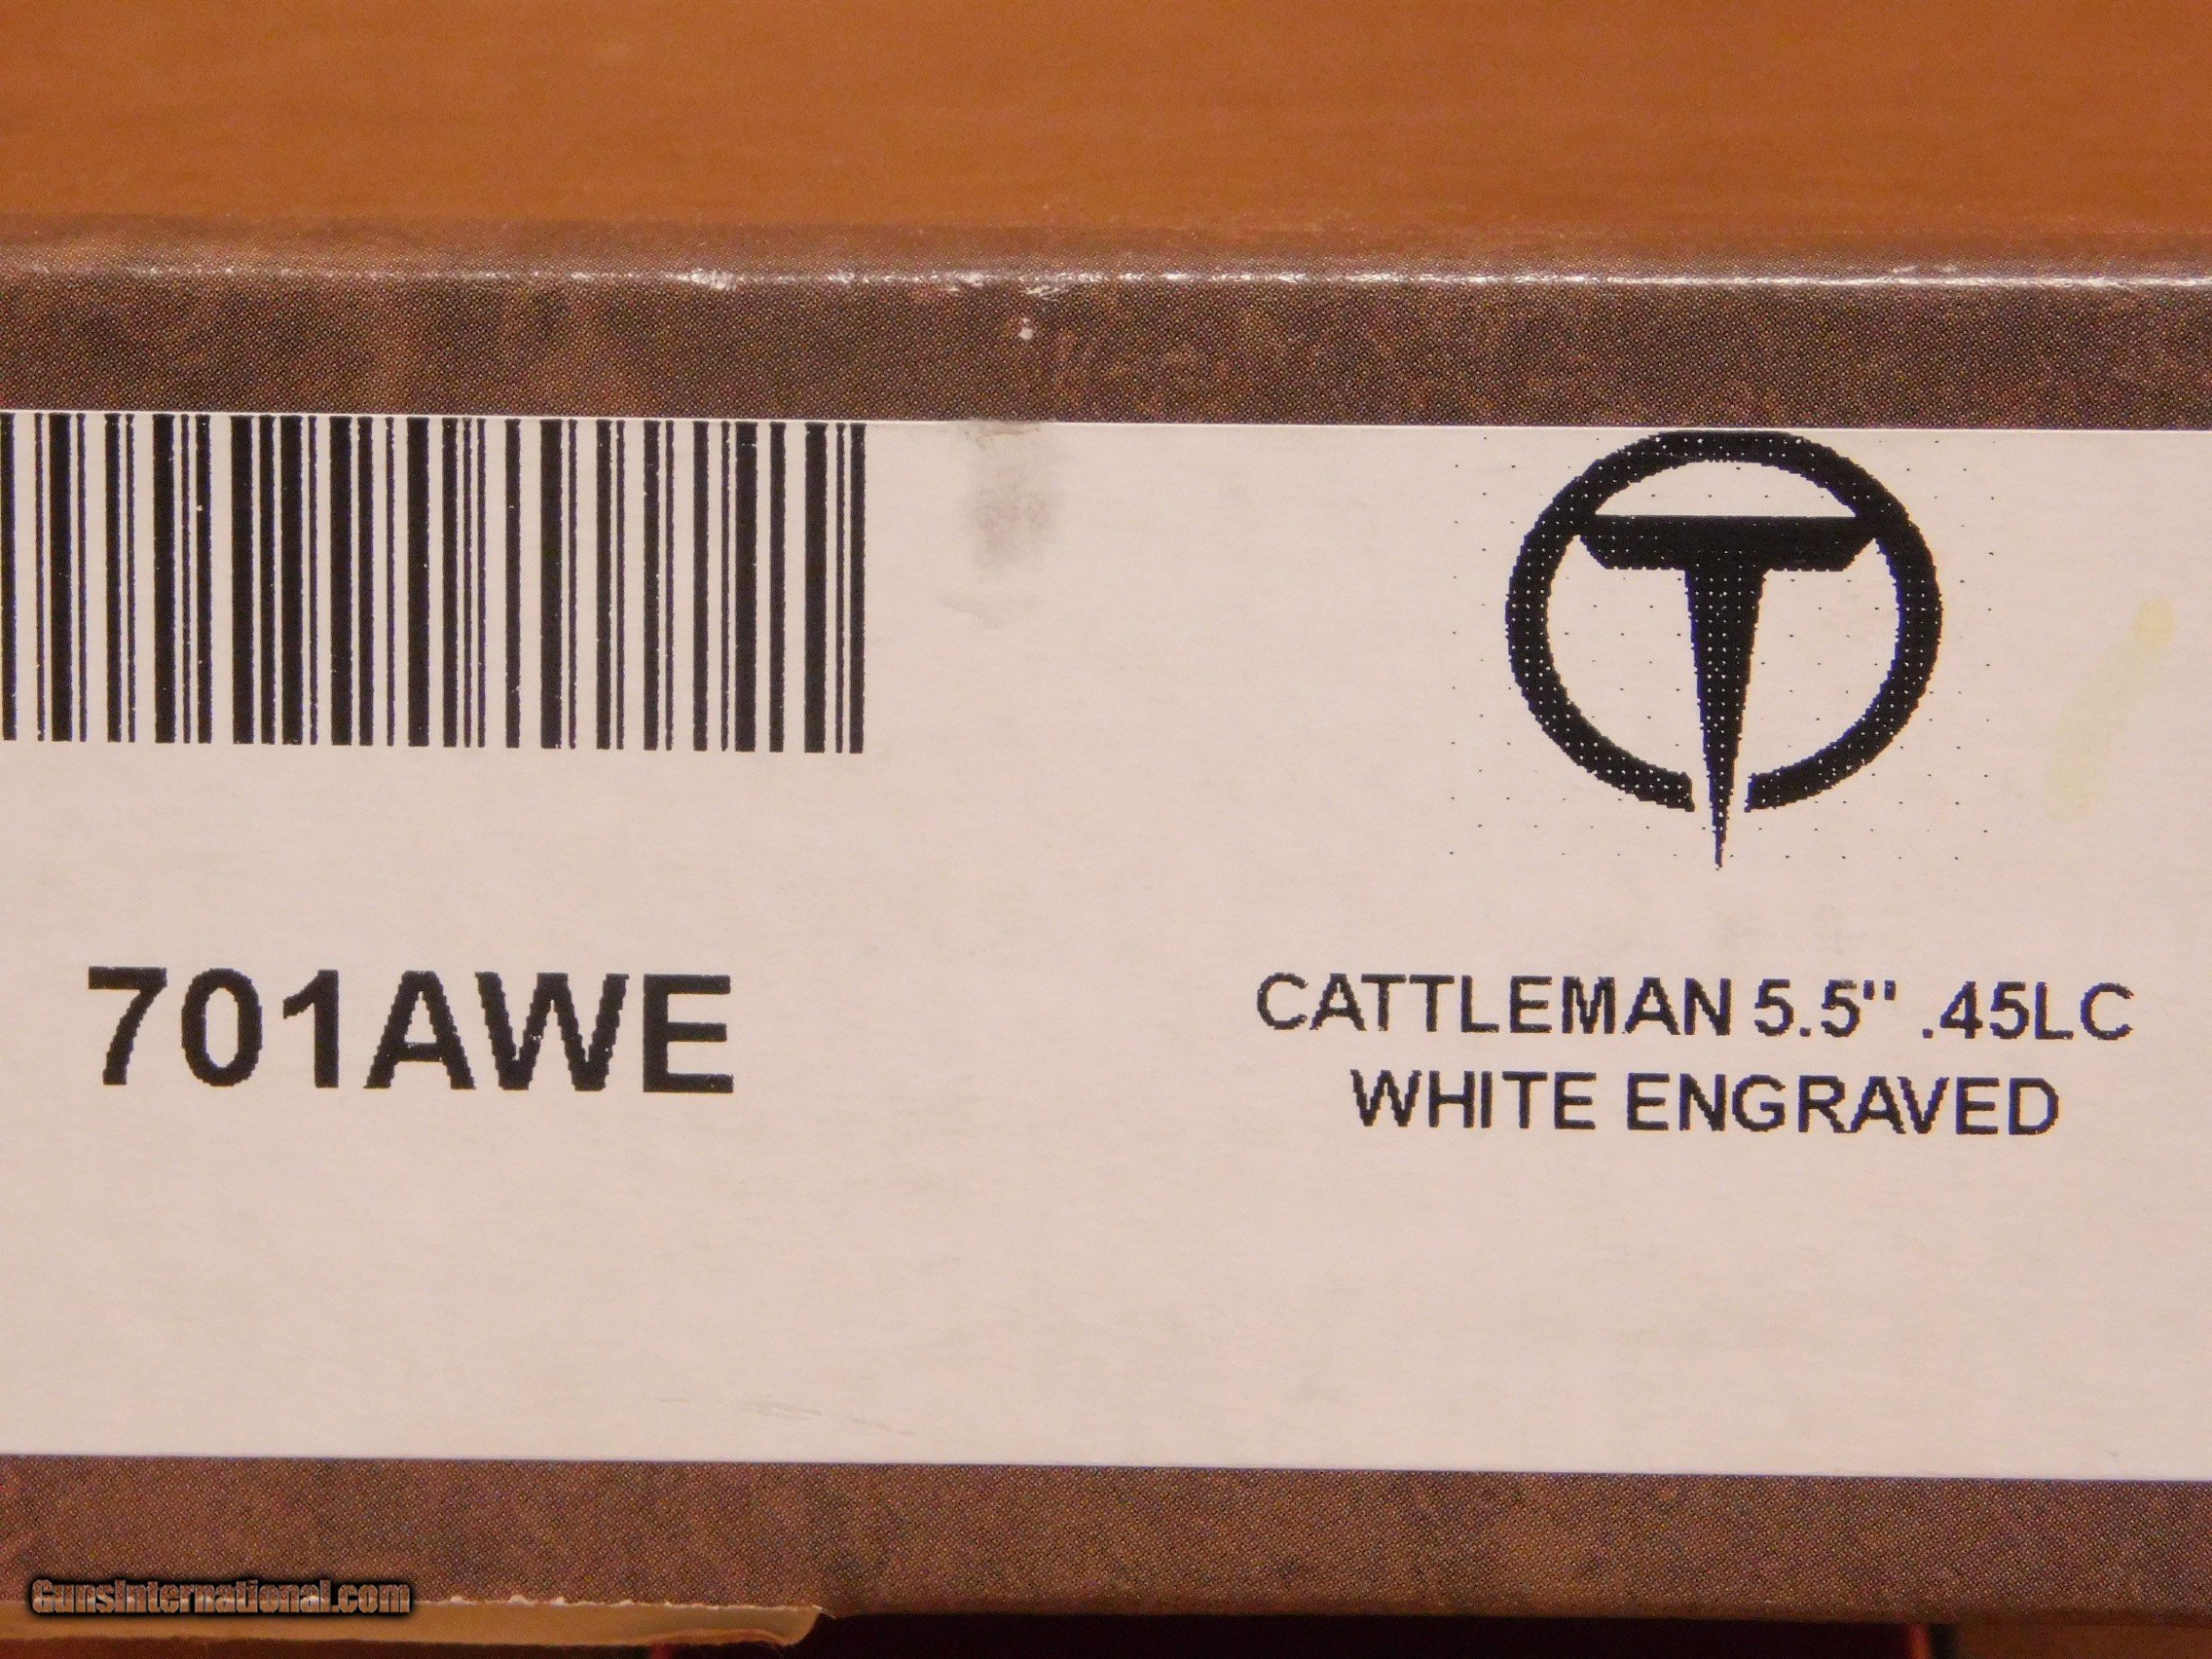 T
701AWE
CATTLEMAN 5.5" .45LC
WHITE ENGRAVED
GunsInternational.com